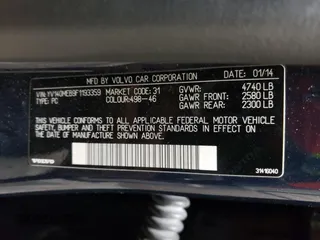 MFD BY VOLVO CAR CORPORATION DATE: 01/14
VIN: YV140MEB9F1193359 MARKET CODE: 31 GVWR: 4740 LB
TYPE: PC COLOUR:498-46 GAWR FRONT: 2580 LB
GAWR REAR: 2300 LB
THIS VEHICLE CONFORMS TO ALL APPLICABLE FEDERAL MOTOR VEHICLE
SAFETY, BUMPER AND THEFT PREVENTION STANDARDS IN EFFECT ON THE
DATE OF MANUFACTURE SHOWN ABOVE.
VOLVO 31416040